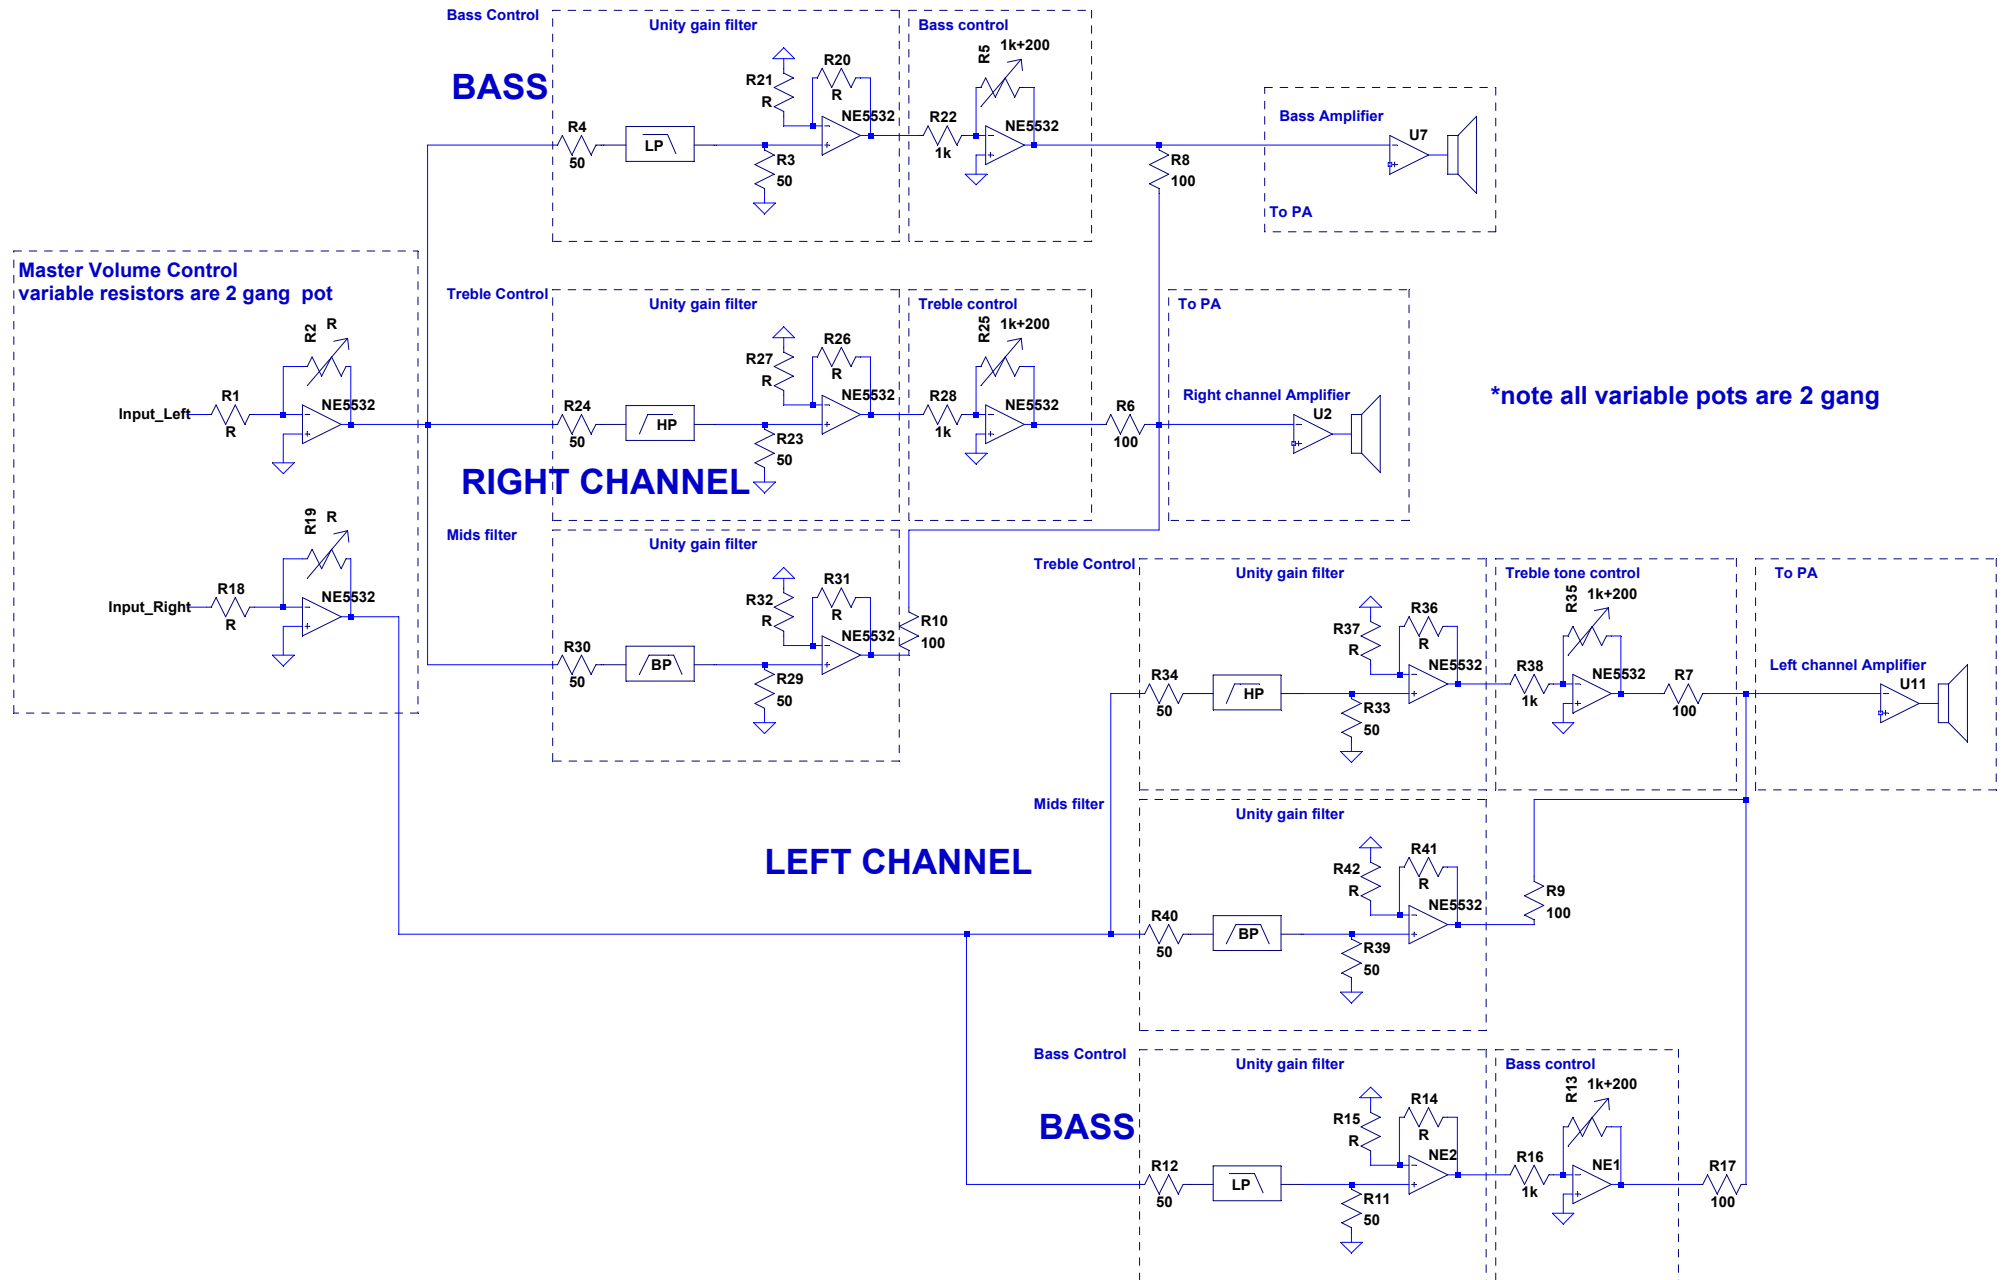 Bass Control
Unity gain filter
Bass control
BASS
R21
R
R20
R
NE5532
R4
50
LP
R3
50
R22
1k
R5
1k+200
NE5532
R8
100
Bass Amplifier
U7
To PA
Master Volume Control
variable resistors are 2 gang  pot
R2
R
Input_Left
R1
R
NE5532
R19
R
Input_Right
R18
R
NE5532
Treble Control
Unity gain filter
Treble control
R27
R
R26
R
NE5532
R24
50
HP
R23
50
R28
1k
R25
1k+200
NE5532
R6
100
To PA
Right channel Amplifier
U2
*note all variable pots are 2 gang
RIGHT CHANNEL
Mids filter
Unity gain filter
R32
R
R31
R
NE5532
R30
50
BP
R29
50
R10
100
Treble Control
Unity gain filter
Treble tone control
R37
R
R36
R
NE5532
R34
50
HP
R33
50
R38
1k
R35
1k+200
NE5532
R7
100
To PA
Left channel Amplifier
U11
LEFT CHANNEL
Mids filter
Unity gain filter
R42
R
R41
R
NE5532
R40
50
BP
R39
50
R9
100
Bass Control
Unity gain filter
Bass control
BASS
R15
R
R14
R
NE2
R12
50
LP
R11
50
R16
1k
R13
1k+200
NE1
R17
100